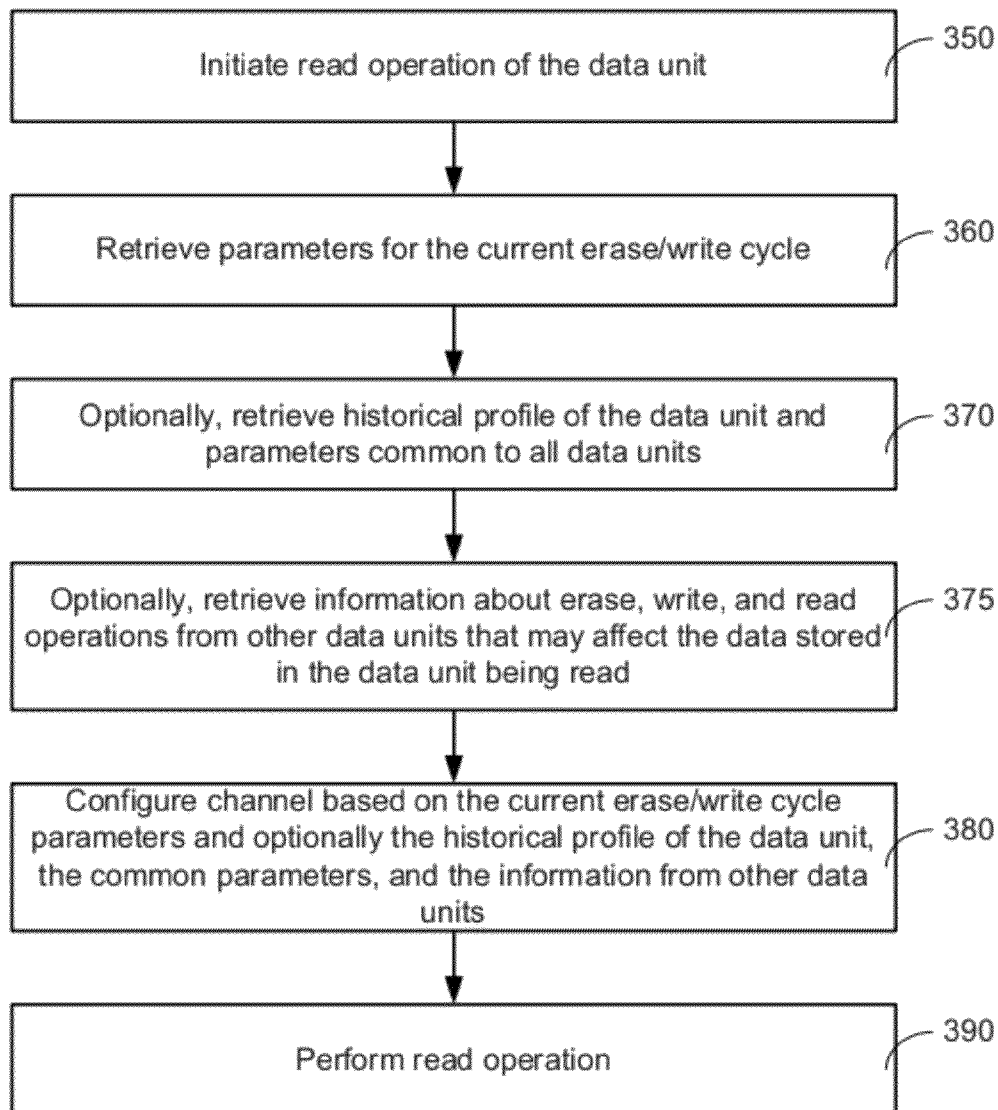 Initiate read operation of the data unit
350
Retrieve parameters for the current erase/write cycle
360
Optionally, retrieve historical profile of the data unit and
parameters common to all data units
370
Optionally, retrieve information about erase, write, and read
operations from other data units that may affect the data stored
in the data unit being read
375
Configure channel based on the current erase/write cycle
parameters and optionally the historical profile of the data unit,
the common parameters, and the information from other data
units
380
Perform read operation
390